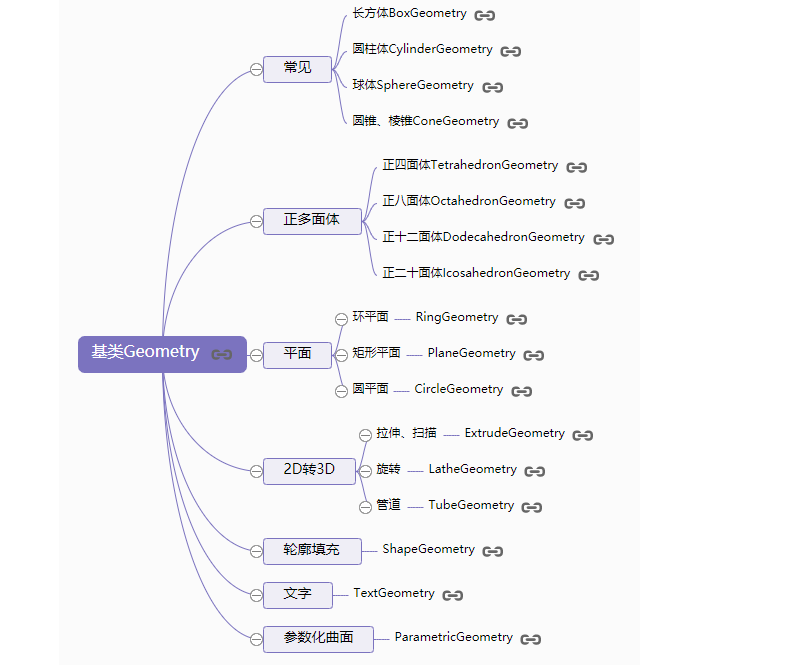 基类Geometry
常见
长方体BoxGeometry
圆柱体CylinderGeometry
球体SphereGeometry
圆锥、棱锥ConeGeometry
正多面体
正四面体TetrahedronGeometry
正八面体OctahedronGeometry
正十二面体DodecahedronGeometry
正二十面体IcosahedronGeometry
平面
环平面 RingGeometry
矩形平面 PlaneGeometry
圆平面 CircleGeometry
2D转3D
拉伸、扫描 ExtrudeGeometry
旋转 LatheGeometry
管道 TubeGeometry
轮廓填充 ShapeGeometry
文字 TextGeometry
参数化曲面 ParametricGeometry